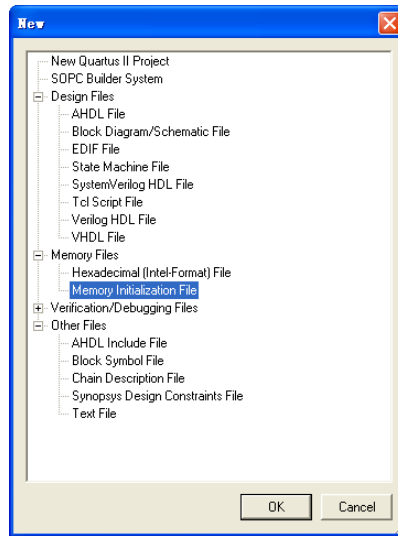 New
New Quartus II Project
SOPC Builder System
Design Files
AHDL File
Block Diagram/Schematic File
EDIF File
State Machine File
SystemVerilog HDL File
Tcl Script File
Verilog HDL File
VHDL File
Memory Files
Hexadecimal (Intel-Format) File
Memory Initialization File
Verification/Debugging Files
Other Files
AHDL Include File
Block Symbol File
Chain Description File
Synopsys Design Constraints File
Text File
OK Cancel